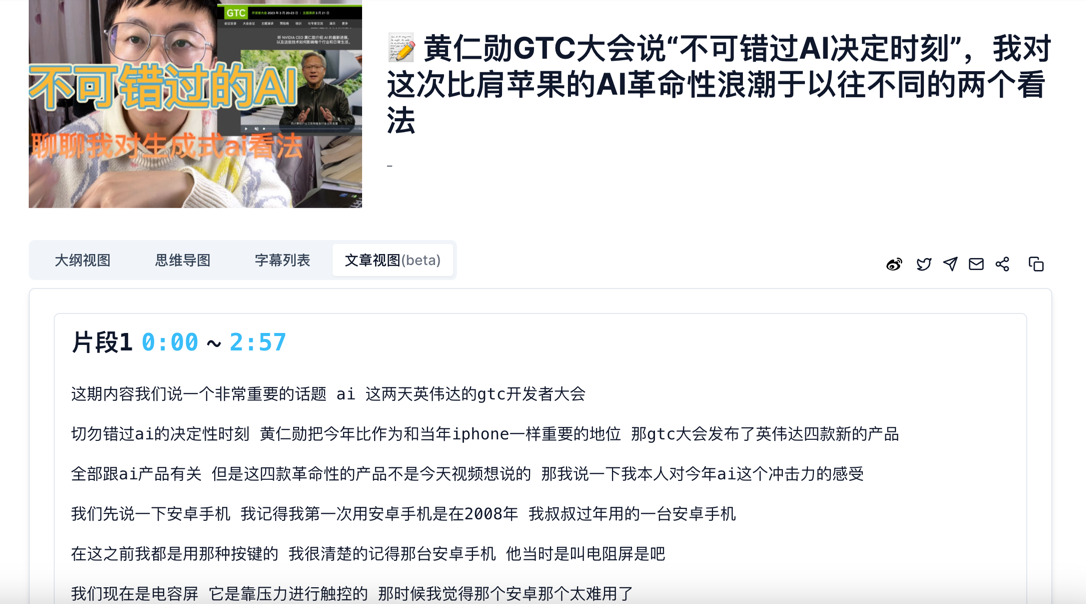 GTC
不可错过的AI
聊聊我对生成式ai看法
📝 黄仁勋GTC大会说“不可错过AI决定时刻”，我对
这次比肩苹果的AI革命性浪潮于以往不同的两个看
法
-
大纲视图
思维导图
字幕列表
文章视图(beta)
片段1 0:00 ~ 2:57
这期内容我们说一个非常重要的话题 ai 这两天英伟达的gtc开发者大会
切勿错过ai的决定性时刻 黄仁勋把今年比作为和当年iphone一样重要的地位 那gtc大会发布了英伟达四款新的产品
全部跟ai产品有关 但是这四款革命性的产品不是今天视频想说的 那我说一下我本人对今年ai这个冲击力的感受
我们先说一下安卓手机 我记得我第一次用安卓手机是在2008年 我叔叔过年用的一台安卓手机
在这之前我都是用那种按键的 我很清楚的记得那台安卓手机 他当时是叫电阻屏是吧
我们现在是电容屏 它是靠压力进行触控的 那时候我觉得那个安卓那个太难用了